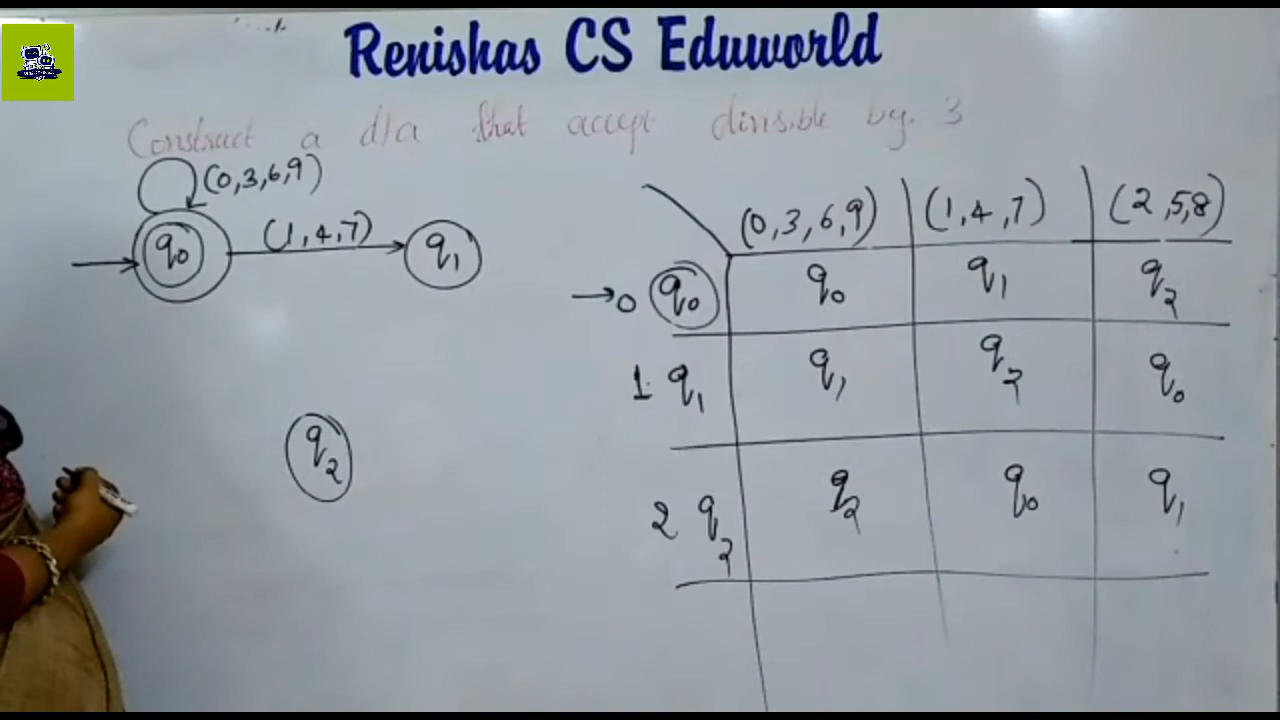 Renishas CS Eduworld
Construct a dfa that accept divisible by. 3
(0,3,6,9)
(1,4,7)
q0
q1
q2
(0,3,6,9) (1,4,7) (2,5,8)
→0 q0 q0 q1 q2
1. q1 q1 q2 q0
2 q2 q2 q0 q1